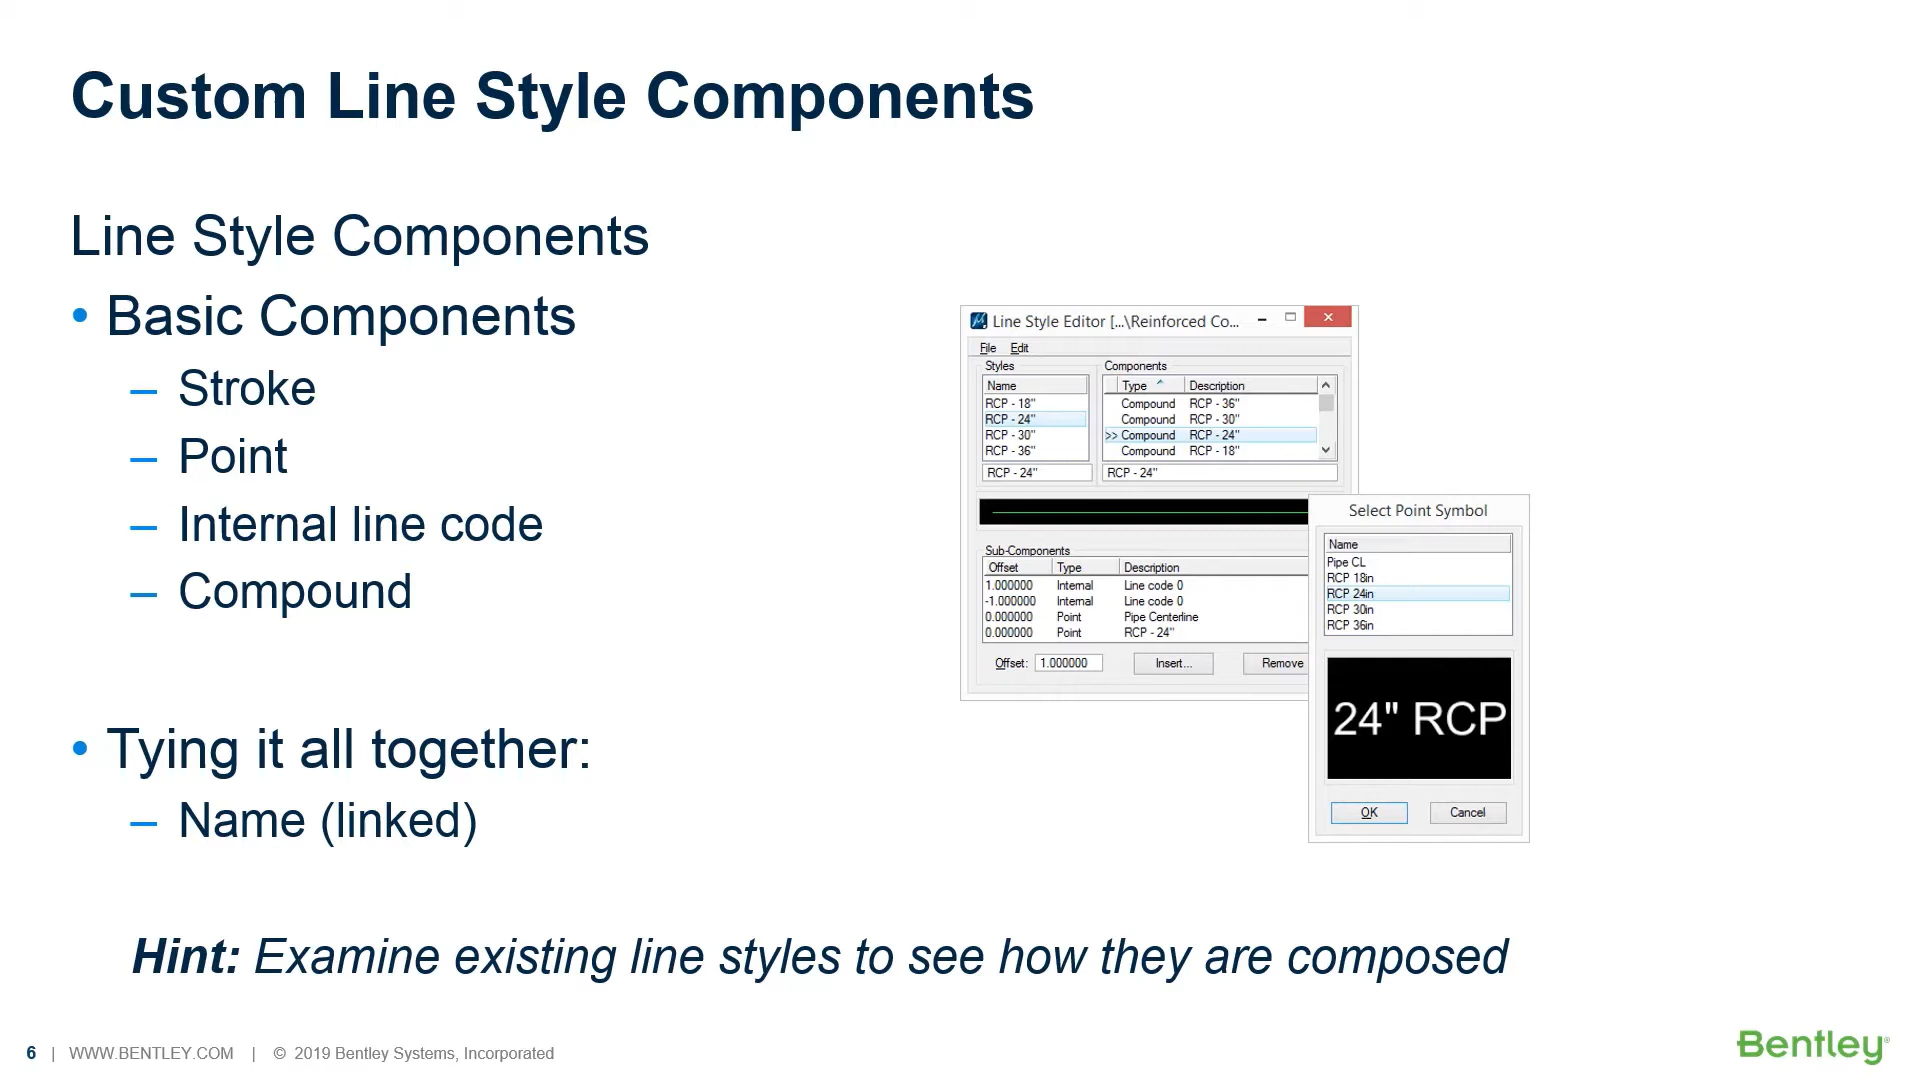 Custom Line Style Components
Line Style Components
• Basic Components
– Stroke
– Point
– Internal line code
– Compound
• Tying it all together:
– Name (linked)
Line Style Editor [...\Reinforced Co...
File Edit
Styles
Name
RCP - 18"
RCP - 24"
RCP - 30"
RCP - 36"
RCP - 24"
Components
Type Description
Compound RCP - 36"
Compound RCP - 30"
>> Compound RCP - 24"
Compound RCP - 18"
RCP - 24"
Sub-Components
Offset Type Description
1.000000 Internal Line code 0
-1.000000 Internal Line code 0
0.000000 Point Pipe Centerline
0.000000 Point RCP - 24"
Offset: 1.000000 Insert... Remove
Select Point Symbol
Name
Pipe CL
RCP 18in
RCP 24in
RCP 30in
RCP 36in
24" RCP
OK Cancel
Hint: Examine existing line styles to see how they are composed
6 | WWW.BENTLEY.COM | © 2019 Bentley Systems, Incorporated
Bentley®